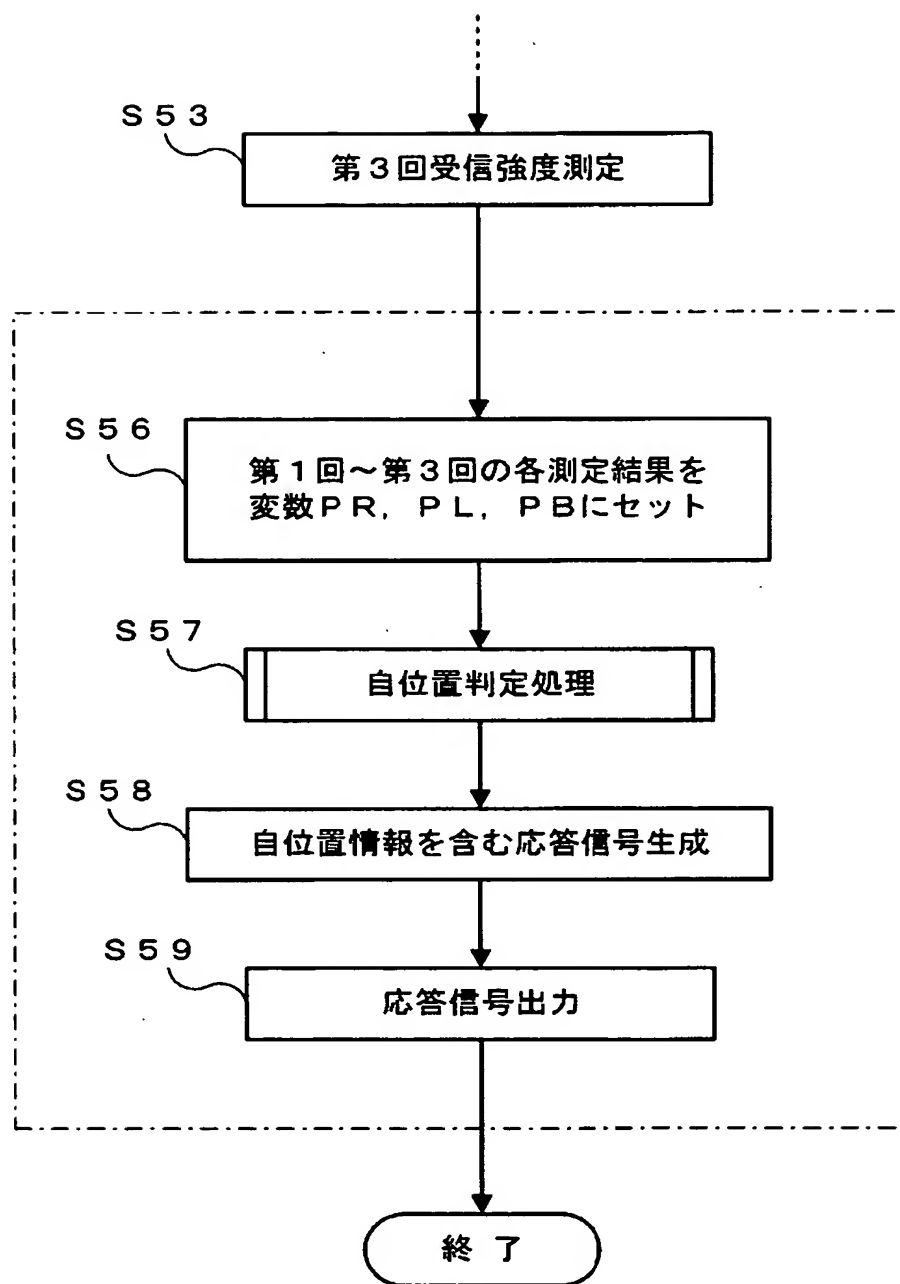 S53
第3回受信強度測定
S56
第1回～第3回の各測定結果を
変数PR，PL，PBにセット
S57
自位置判定処理
S58
自位置情報を含む応答信号生成
S59
応答信号出力
終了